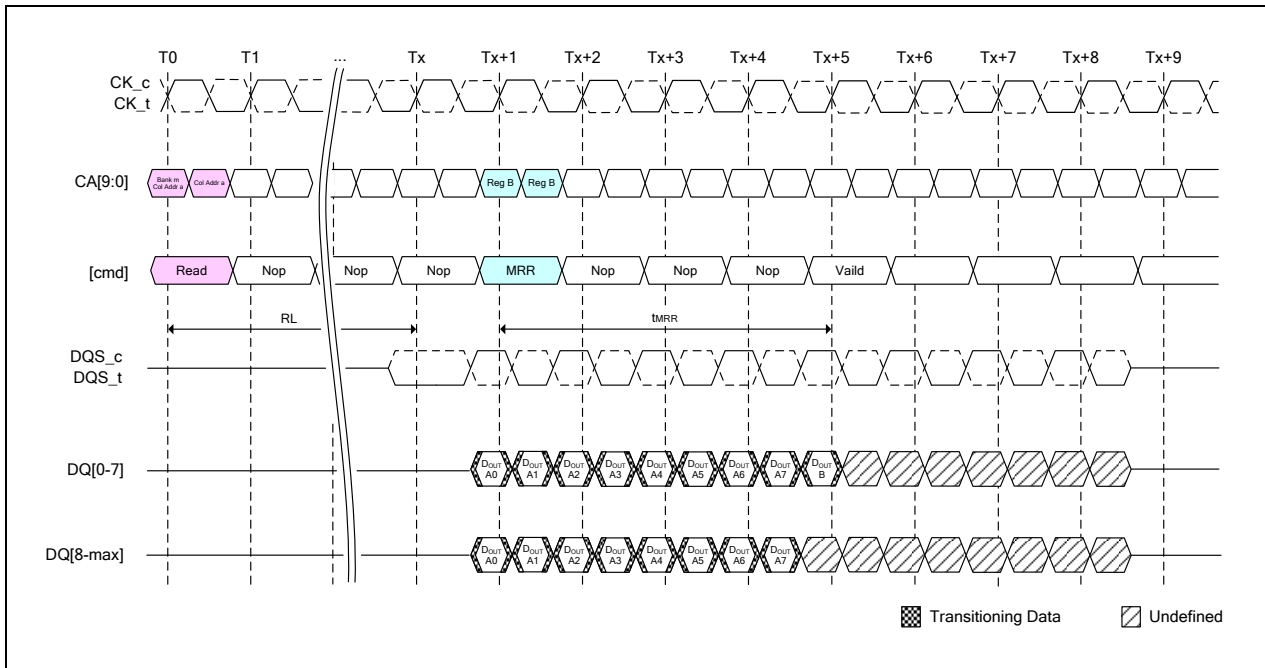 T0 T1 ... Tx Tx+1 Tx+2 Tx+3 Tx+4 Tx+5 Tx+6 Tx+7 Tx+8 Tx+9
CK_c
CK_t
CA[9:0] Bank m Col Addr a Col Addr a Reg B Reg B
[cmd] Read Nop Nop Nop MRR Nop Nop Nop Vaild
RL tMRR
DQS_c
DQS_t
DQ[0-7] DOUT A0 DOUT A1 DOUT A2 DOUT A3 DOUT A4 DOUT A5 DOUT A6 DOUT A7 DOUT B
DQ[8-max] DOUT A0 DOUT A1 DOUT A2 DOUT A3 DOUT A4 DOUT A5 DOUT A6 DOUT A7
Transitioning Data Undefined